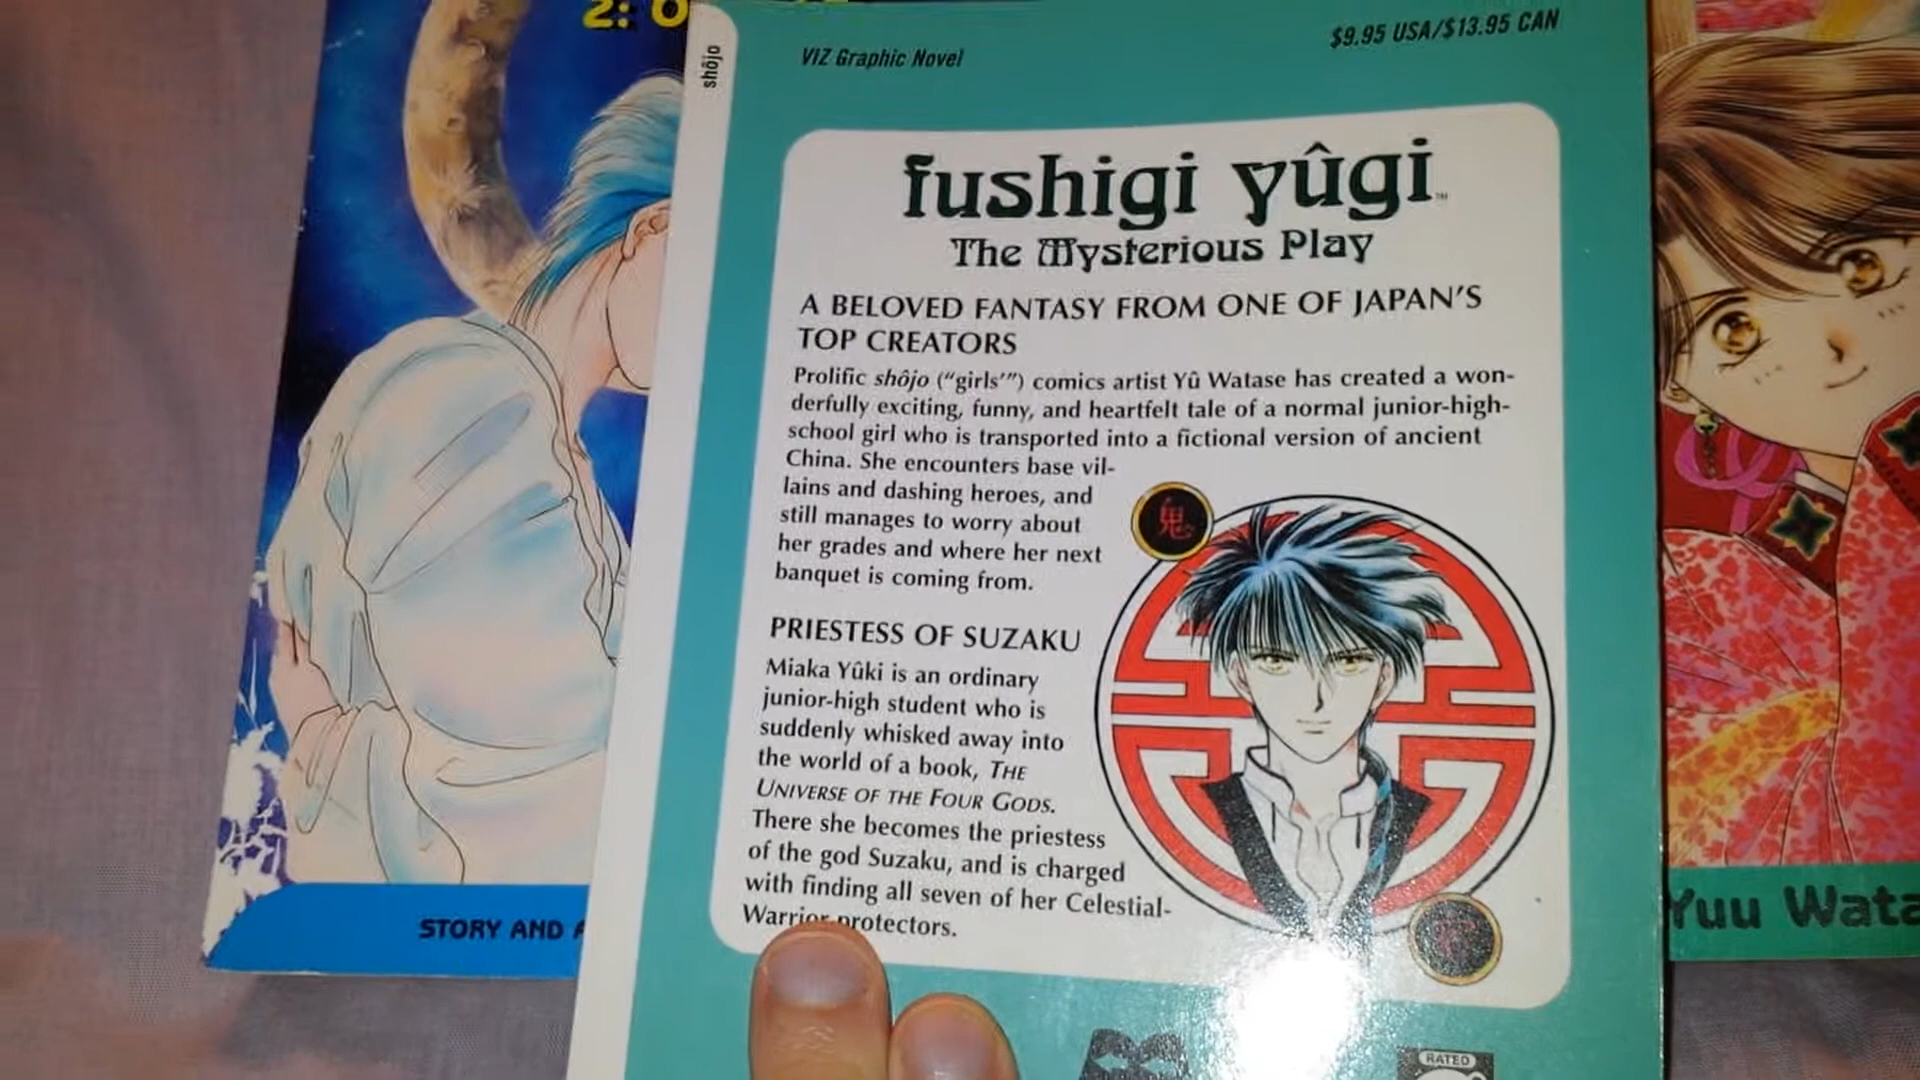 2: O
shôjo
VIZ Graphic Novel
$9.95 USA/$13.95 CAN
fushigi yûgi™
The Mysterious Play
A BELOVED FANTASY FROM ONE OF JAPAN'S
TOP CREATORS
Prolific shôjo ("girls'") comics artist Yû Watase has created a won-
derfully exciting, funny, and heartfelt tale of a normal junior-high-
school girl who is transported into a fictional version of ancient
China. She encounters base vil-
lains and dashing heroes, and
still manages to worry about
her grades and where her next
banquet is coming from.
鬼
PRIESTESS OF SUZAKU
Miaka Yûki is an ordinary
junior-high student who is
suddenly whisked away into
the world of a book, THE
UNIVERSE OF THE FOUR GODS.
There she becomes the priestess
of the god Suzaku, and is charged
with finding all seven of her Celestial-
Warrior protectors.
STORY AND A
Yuu Wata
RATED